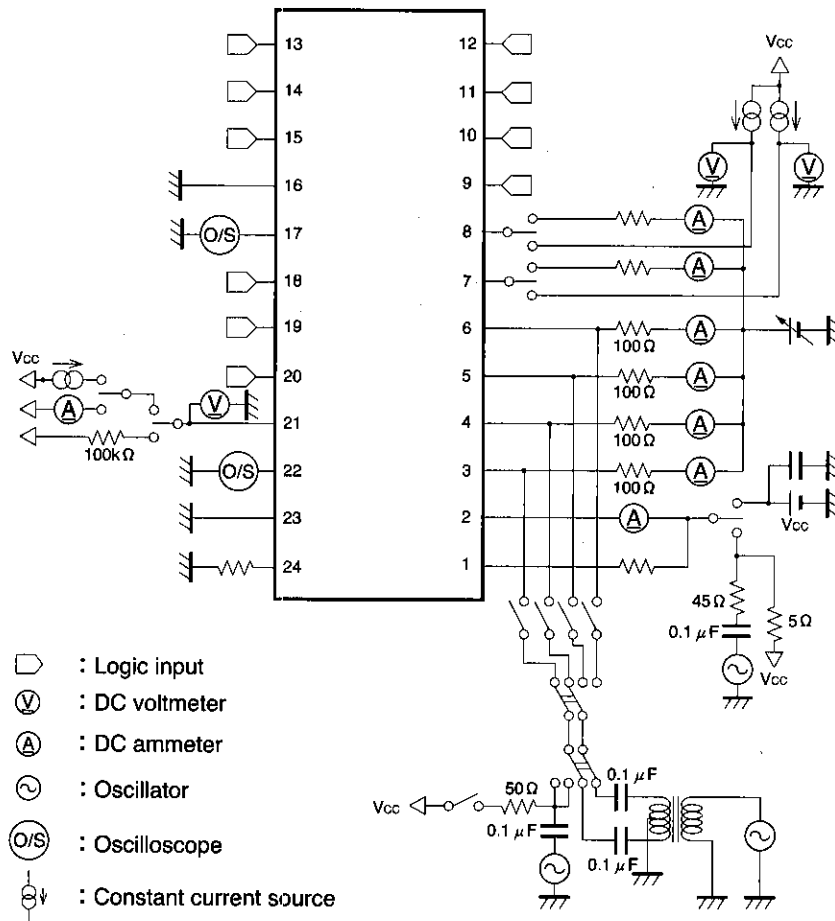 13
12
Vcc
14
11
15
10
V
V
16
9
O/S
17
8
A
18
7
A
19
6
A
100Ω
Vcc
20
5
A
100Ω
A
V
21
4
A
100Ω
100kΩ
O/S
22
3
A
100Ω
23
2
A
Vcc
24
1
45Ω
5Ω
0.1 μF
Vcc
: Logic input
V : DC voltmeter
A : DC ammeter
: Oscillator
O/S : Oscilloscope
: Constant current source
0.1 μF
50Ω
Vcc
0.1 μF
0.1 μF